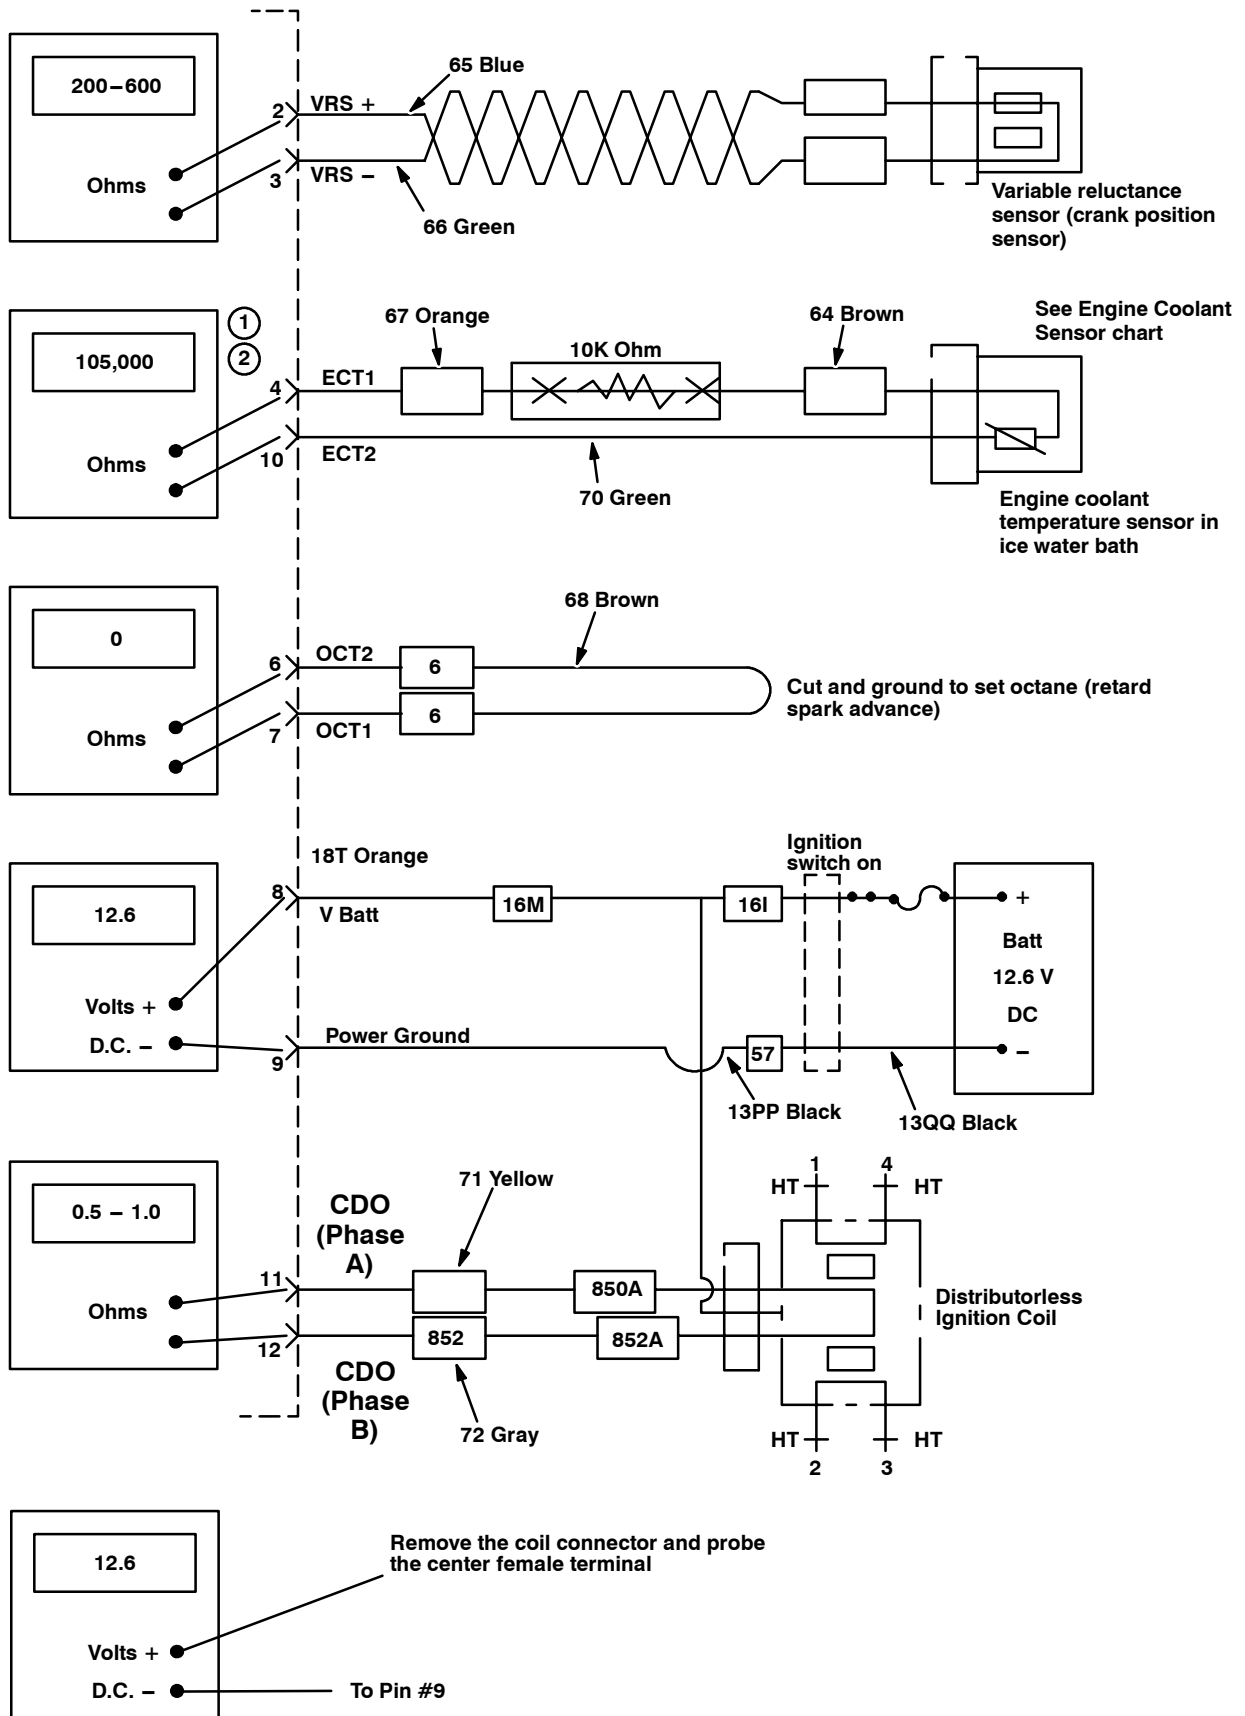 200–600
Ohms
2
3
VRS +
VRS –
65 Blue
66 Green
Variable reluctance
sensor (crank position
sensor)
105,000
Ohms
1
2
4
10
ECT1
ECT2
67 Orange
10K Ohm
64 Brown
70 Green
See Engine Coolant
Sensor chart
Engine coolant
temperature sensor in
ice water bath
0
Ohms
6
7
OCT2
OCT1
6
6
68 Brown
Cut and ground to set octane (retard
spark advance)
12.6
Volts +
D.C. –
8
9
18T Orange
V Batt
Power Ground
16M
16I
57
Ignition
switch on
13PP Black
13QQ Black
+
Batt
12.6 V
DC
–
0.5 – 1.0
Ohms
11
12
CDO
(Phase
A)
CDO
(Phase
B)
71 Yellow
72 Gray
850A
852
852A
1
4
HT
HT
Distributorless
Ignition Coil
HT
HT
2
3
12.6
Volts +
D.C. –
Remove the coil connector and probe
the center female terminal
To Pin #9